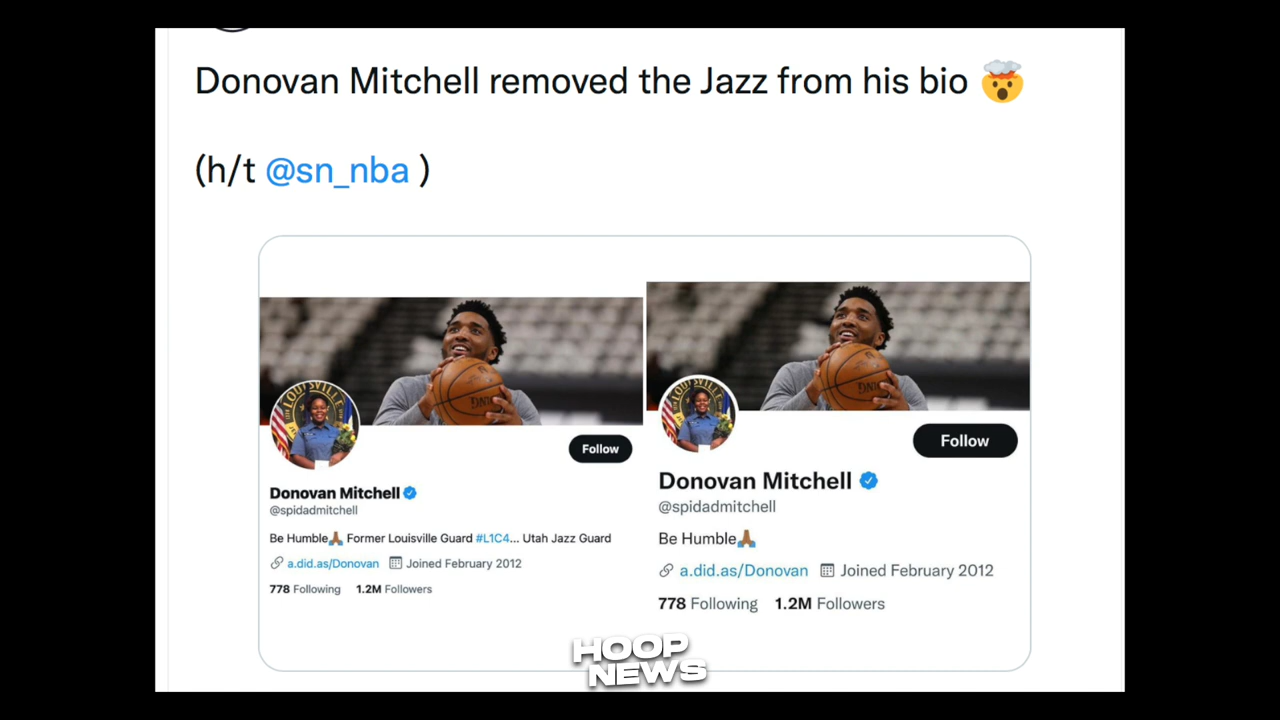 Donovan Mitchell removed the Jazz from his bio 🤯
(h/t @sn_nba )
LOUISVILLE
Follow
Donovan Mitchell
@spidadmitchell
Be Humble🙏🏾 Former Louisville Guard #L1C4... Utah Jazz Guard
a.did.as/Donovan Joined February 2012
778 Following 1.2M Followers
LOUISVILLE
Follow
Donovan Mitchell
@spidadmitchell
Be Humble🙏🏾
a.did.as/Donovan Joined February 2012
778 Following 1.2M Followers
HOOP
NEWS